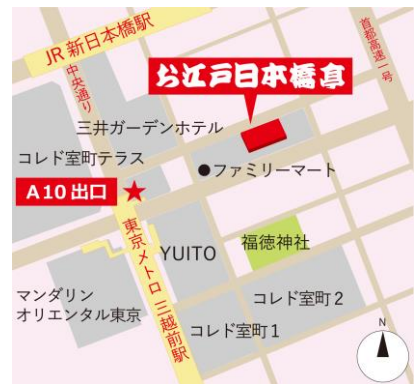 JR 新日本橋駅
中央通り
首都高速一号
お江戸日本橋亭
三井ガーデンホテル
コレド室町テラス
●ファミリーマート
A10 出口
東京メトロ 三越前駅
YUITO
福徳神社
マンダリン
オリエンタル東京
コレド室町2
コレド室町1
N